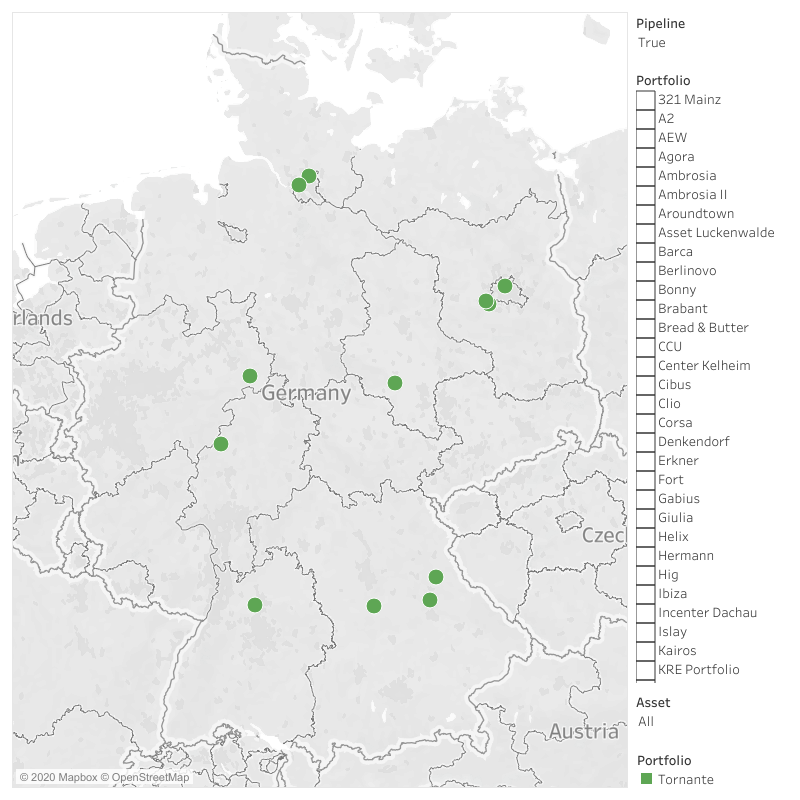 rlands
Germany
Czec
Austria
© 2020 Mapbox © OpenStreetMap
Pipeline
True
Portfolio
321 Mainz
A2
AEW
Agora
Ambrosia
Ambrosia II
Aroundtown
Asset Luckenwalde
Barca
Berlinovo
Bonny
Brabant
Bread & Butter
CCU
Center Kelheim
Cibus
Clio
Corsa
Denkendorf
Erkner
Fort
Gabius
Giulia
Helix
Hermann
Hig
Ibiza
Incenter Dachau
Islay
Kairos
KRE Portfolio
Asset
All
Portfolio
Tornante